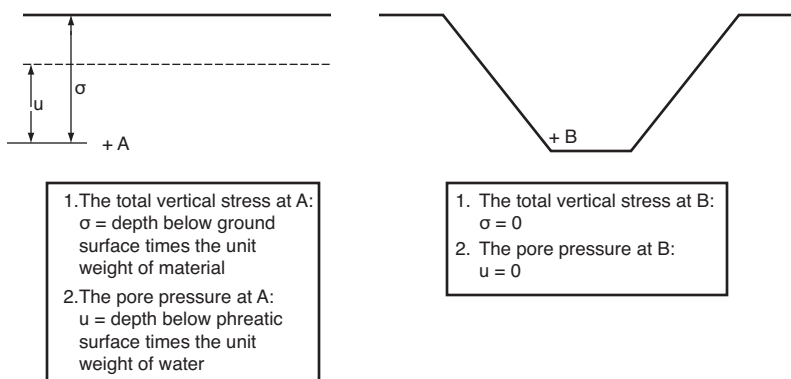 σ
u
+ A
+ B
1.The total vertical stress at A:
σ = depth below ground
surface times the unit
weight of material
2.The pore pressure at A:
u = depth below phreatic
surface times the unit
weight of water
1. The total vertical stress at B:
σ = 0
2. The pore pressure at B:
u = 0